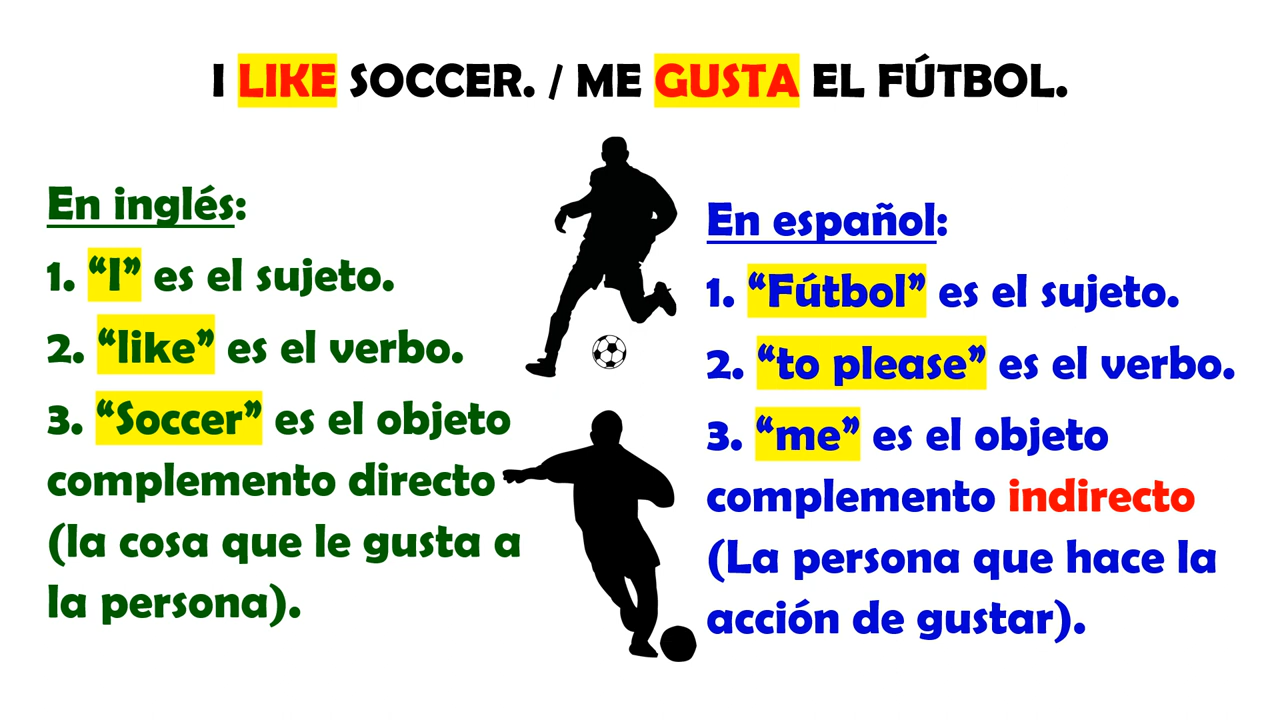 I LIKE SOCCER. / ME GUSTA EL FÚTBOL.
En inglés:
1. “I” es el sujeto.
2. “like” es el verbo.
3. “Soccer” es el objeto
complemento directo
(la cosa que le gusta a
la persona).
En español:
1. “Fútbol” es el sujeto.
2. “to please” es el verbo.
3. “me” es el objeto
complemento indirecto
(La persona que hace la
acción de gustar).